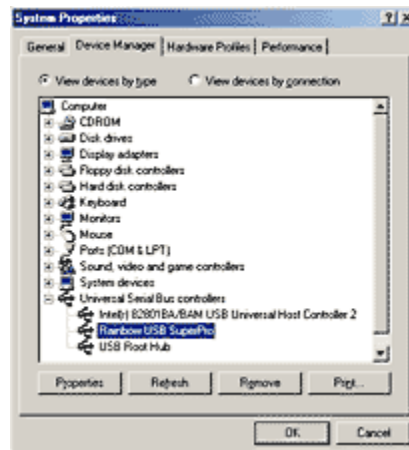 System Properties
General Device Manager Hardware Profiles Performance
View devices by type View devices by connection
Computer
CDROM
Disk drives
Display adapters
Floppy disk controllers
Hard disk controllers
Keyboard
Monitors
Mouse
Ports (COM & LPT)
Sound, video and game controllers
System devices
Universal Serial Bus controllers
Intel(r) 82801BA/BAM USB Universal Host Controller 2
Rainbow USB SuperPro
USB Root Hub
Properties Refresh Remove Print...
OK Cancel